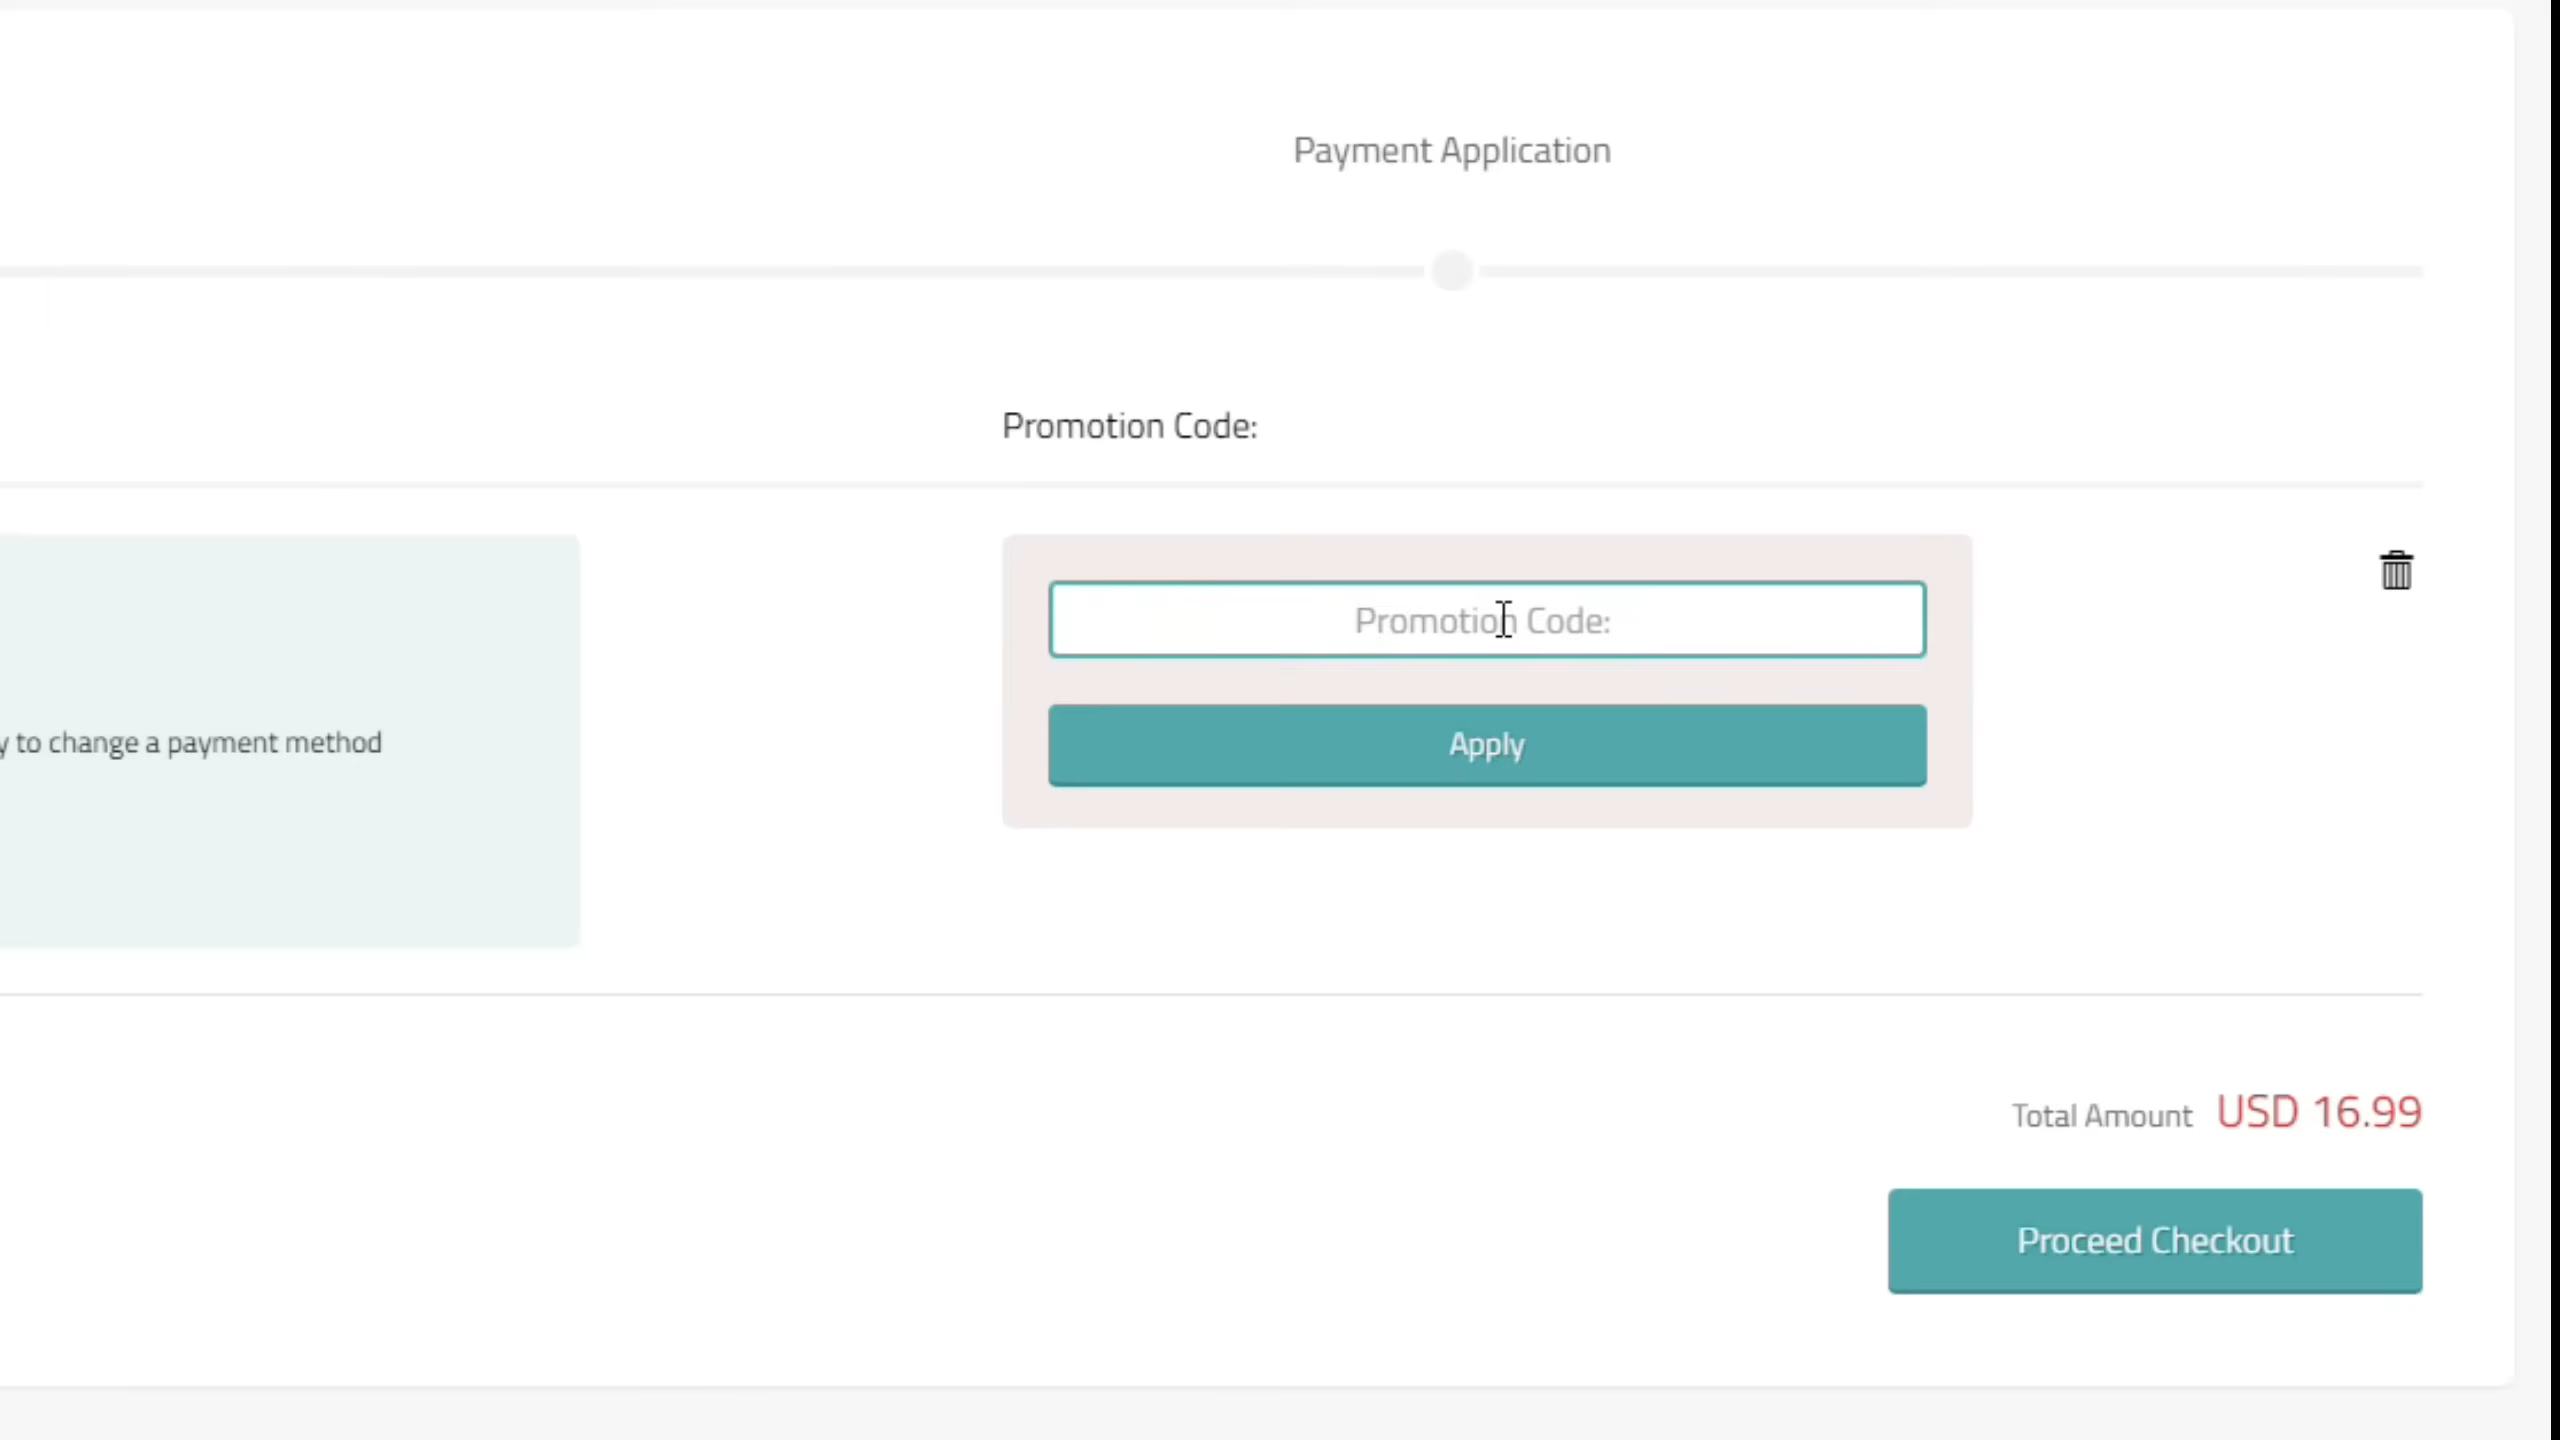 Payment Application
Promotion Code:
Promotion Code:
to change a payment method
Apply
Total Amount USD 16.99
Proceed Checkout